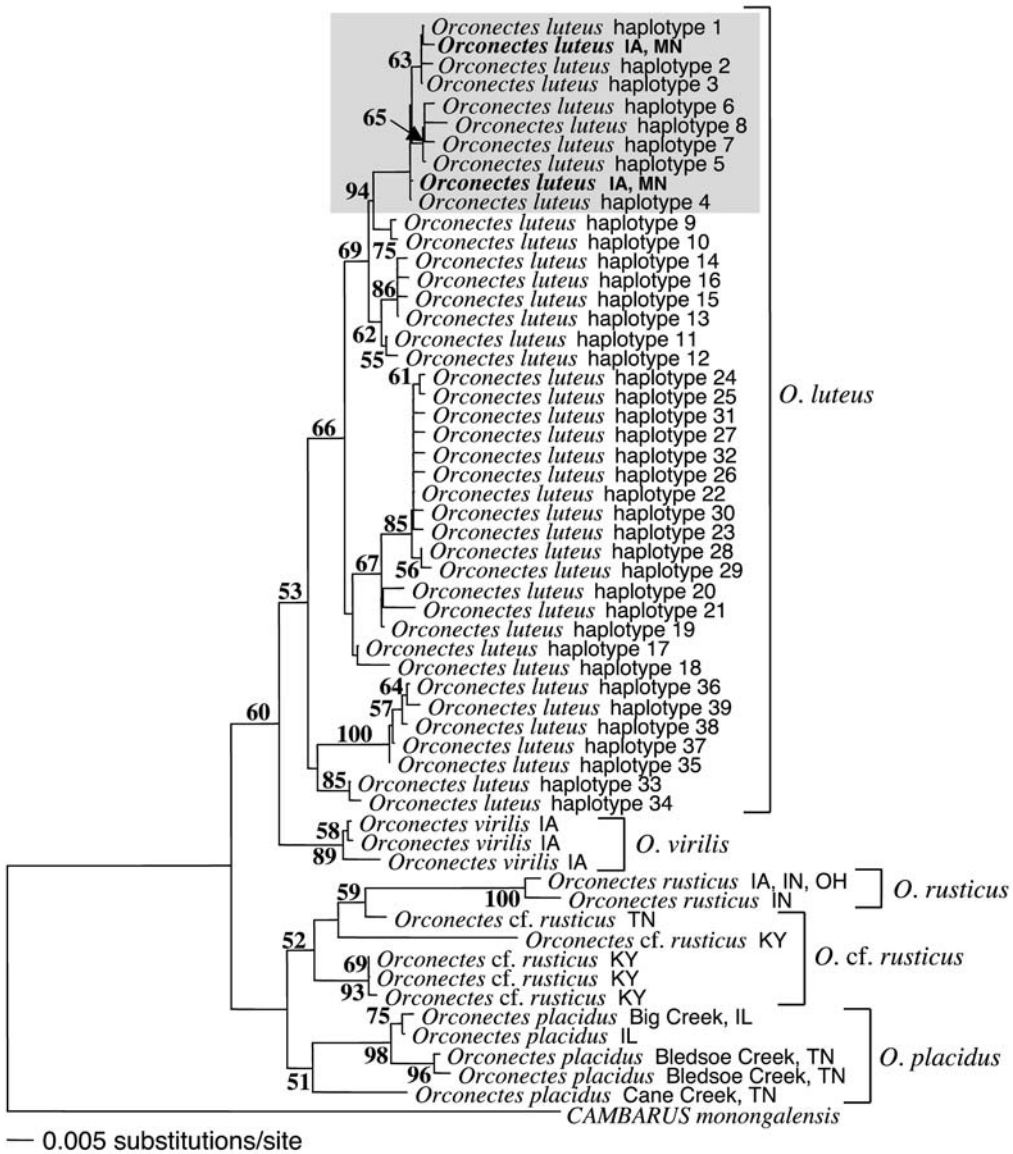 Orconectes luteus haplotype 1
Orconectes luteus IA, MN
63
Orconectes luteus haplotype 2
Orconectes luteus haplotype 3
Orconectes luteus haplotype 6
65
Orconectes luteus haplotype 8
Orconectes luteus haplotype 7
Orconectes luteus haplotype 5
Orconectes luteus IA, MN
94
Orconectes luteus haplotype 4
Orconectes luteus haplotype 9
Orconectes luteus haplotype 10
69
75
Orconectes luteus haplotype 14
Orconectes luteus haplotype 16
86
Orconectes luteus haplotype 15
Orconectes luteus haplotype 13
62
Orconectes luteus haplotype 11
55
Orconectes luteus haplotype 12
61
Orconectes luteus haplotype 24
O. luteus
Orconectes luteus haplotype 25
Orconectes luteus haplotype 31
66
Orconectes luteus haplotype 27
Orconectes luteus haplotype 32
Orconectes luteus haplotype 26
Orconectes luteus haplotype 22
Orconectes luteus haplotype 30
85
Orconectes luteus haplotype 23
Orconectes luteus haplotype 28
67
56
Orconectes luteus haplotype 29
53
Orconectes luteus haplotype 20
Orconectes luteus haplotype 21
Orconectes luteus haplotype 19
Orconectes luteus haplotype 17
Orconectes luteus haplotype 18
64
Orconectes luteus haplotype 36
57
Orconectes luteus haplotype 39
60
Orconectes luteus haplotype 38
100
Orconectes luteus haplotype 37
Orconectes luteus haplotype 35
85
Orconectes luteus haplotype 33
Orconectes luteus haplotype 34
Orconectes virilis IA
58
Orconectes virilis IA
O. virilis
89
Orconectes virilis IA
Orconectes rusticus IA, IN, OH
O. rusticus
59
100
Orconectes rusticus IN
Orconectes cf. rusticus TN
52
Orconectes cf. rusticus KY
O. cf. rusticus
69
Orconectes cf. rusticus KY
Orconectes cf. rusticus KY
93
Orconectes cf. rusticus KY
75
Orconectes placidus Big Creek, IL
Orconectes placidus IL
98
Orconectes placidus Bledsoe Creek, TN
O. placidus
96
Orconectes placidus Bledsoe Creek, TN
51
Orconectes placidus Cane Creek, TN
CAMBARUS monongalensis
0.005 substitutions/site